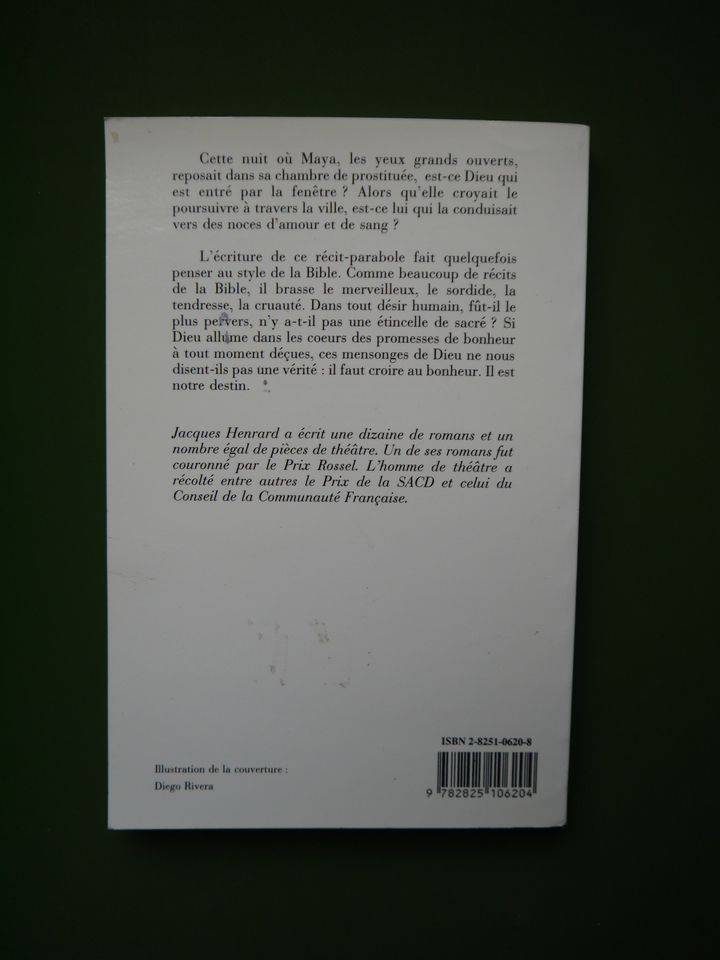 Cette nuit où Maya, les yeux grands ouverts,
reposait dans sa chambre de prostituée, est-ce Dieu qui
est entré par la fenêtre ? Alors qu'elle croyait le
poursuivre à travers la ville, est-ce lui qui la conduisait
vers des noces d'amour et de sang ?
L'écriture de ce récit-parabole fait quelquefois
penser au style de la Bible. Comme beaucoup de récits
de la Bible, il brasse le merveilleux, le sordide, la
tendresse, la cruauté. Dans tout désir humain, fût-il le
plus pervers, n'y a-t-il pas une étincelle de sacré ? Si
Dieu allume dans les coeurs des promesses de bonheur
à tout moment déçues, ces mensonges de Dieu ne nous
disent-ils pas une vérité : il faut croire au bonheur. Il est
notre destin.
Jacques Henrard a écrit une dizaine de romans et un
nombre égal de pièces de théâtre. Un de ses romans fut
couronné par le Prix Rossel. L'homme de théâtre a
récolté entre autres le Prix de la SACD et celui du
Conseil de la Communauté Française.
ISBN 2-8251-0620-8
9 782825 106204
Illustration de la couverture :
Diego Rivera